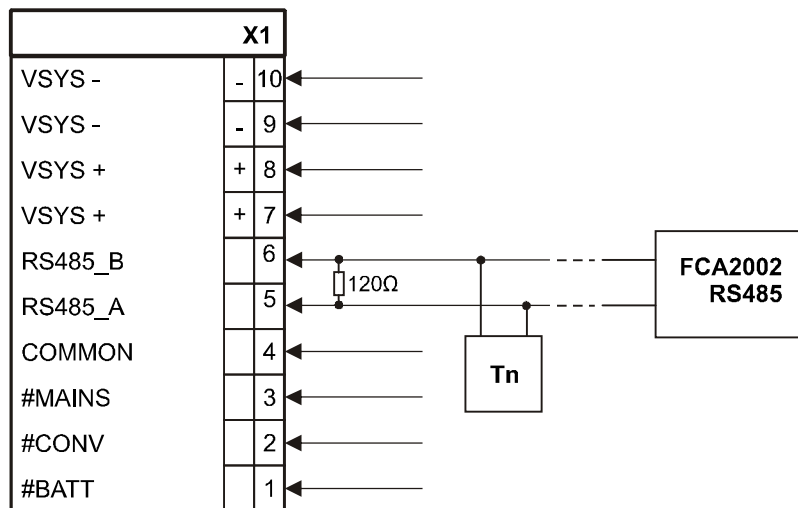 X1
VSYS - - 10
VSYS - - 9
VSYS + + 8
VSYS + + 7
RS485_B 6
120Ω
RS485_A 5
COMMON 4
#MAINS 3
#CONV 2
#BATT 1
Tn
FCA2002
RS485